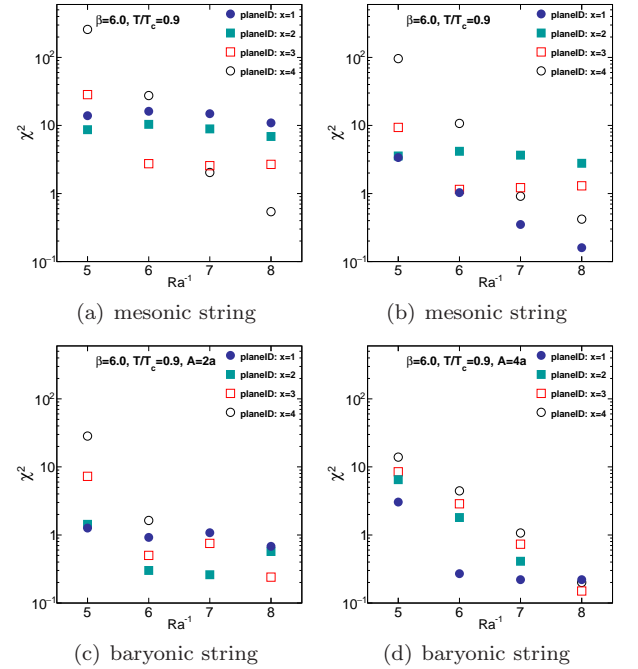 β=6.0, T/Tc=0.9
planeID: x=1
planeID: x=2
planeID: x=3
planeID: x=4
χ²
10²
10
1
10⁻¹
5 6 7 8
Ra⁻¹
(a) mesonic string
β=6.0, T/Tc=0.9
planeID: x=1
planeID: x=2
planeID: x=3
planeID: x=4
χ²
10²
10
1
10⁻¹
5 6 7 8
Ra⁻¹
(b) mesonic string
β=6.0, T/Tc=0.9, A=2a
planeID: x=1
planeID: x=2
planeID: x=3
planeID: x=4
χ²
10²
10
1
10⁻¹
5 6 7 8
Ra⁻¹
(c) baryonic string
β=6.0, T/Tc=0.9, A=4a
planeID: x=1
planeID: x=2
planeID: x=3
planeID: x=4
χ²
10²
10
1
10⁻¹
5 6 7 8
Ra⁻¹
(d) baryonic string